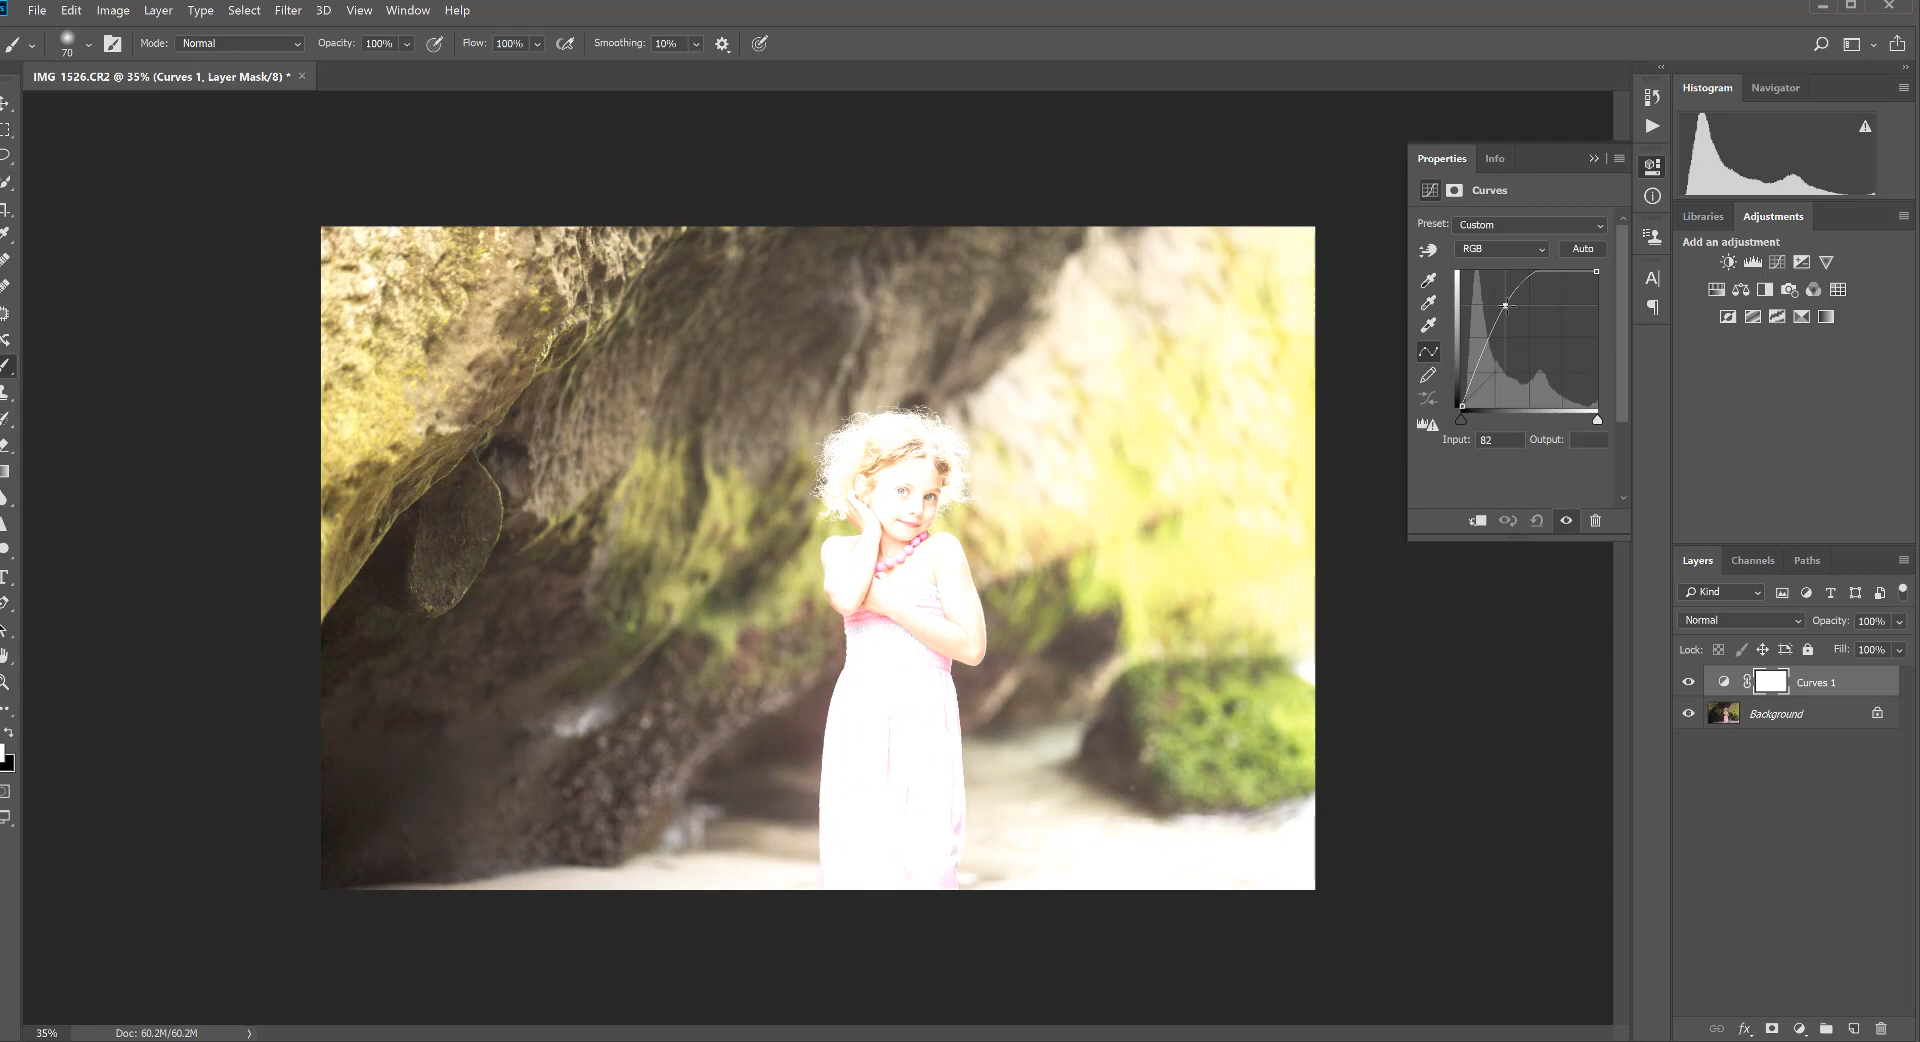 File Edit Image Layer Type Select Filter 3D View Window Help
70 Mode: Normal Opacity: 100% Flow: 100% Smoothing: 10%
IMG 1526.CR2 @ 35% (Curves 1, Layer Mask/8) * ×
Histogram Navigator
Properties Info
Curves
Preset: Custom
RGB Auto
Input: 82 Output:
Libraries Adjustments
Add an adjustment
Layers Channels Paths
Kind
Normal Opacity: 100%
Lock: Fill: 100%
Curves 1
Background
35% Doc: 60.2M/60.2M